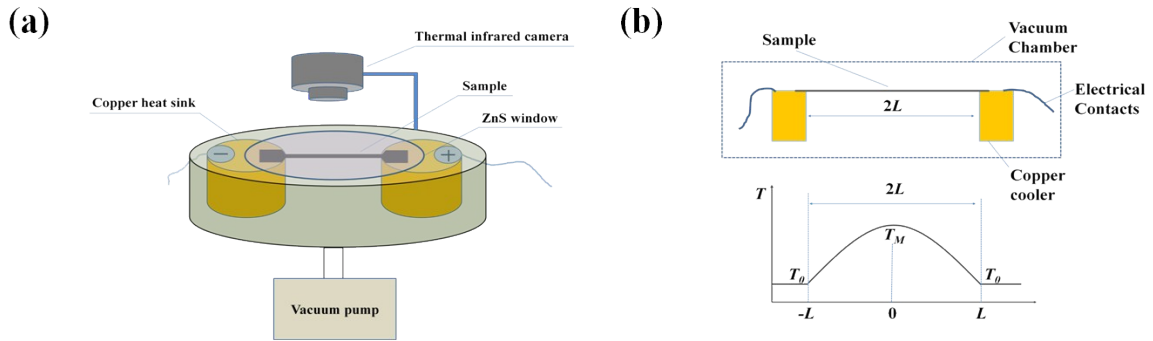 (a)
Thermal infrared camera
Sample
Copper heat sink
ZnS window
−
+
Vacuum pump
(b)
Vacuum
Chamber
Sample
Electrical
Contacts
2L
Copper
cooler
T
2L
T_M
T_0
T_0
-L
0
L